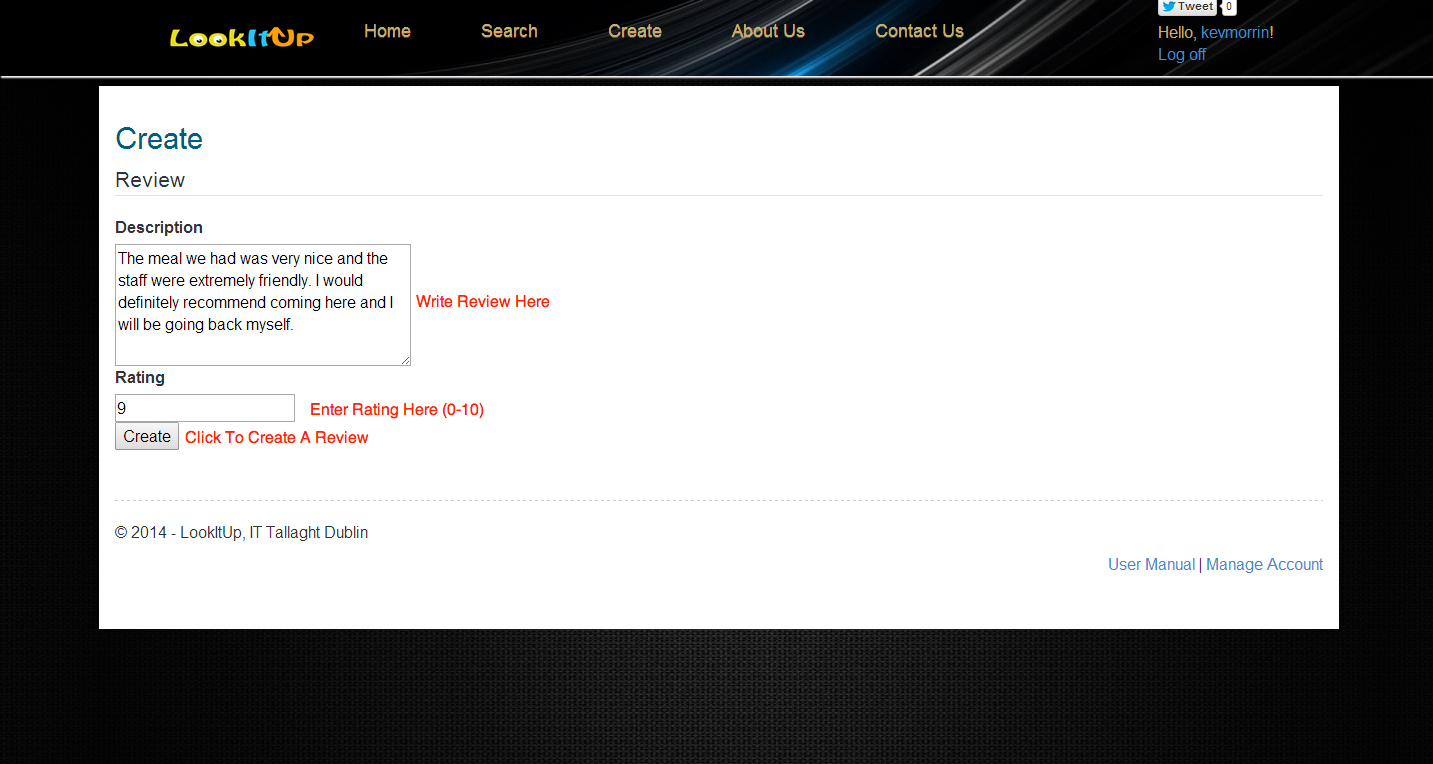 Tweet 0
LookItUp Home Search Create About Us Contact Us
Hello, kevmorrin!
Log off
Create
Review
Description
The meal we had was very nice and the
staff were extremely friendly. I would
definitely recommend coming here and I
will be going back myself.
Write Review Here
Rating
9 Enter Rating Here (0-10)
Create Click To Create A Review
© 2014 - LookItUp, IT Tallaght Dublin
User Manual | Manage Account